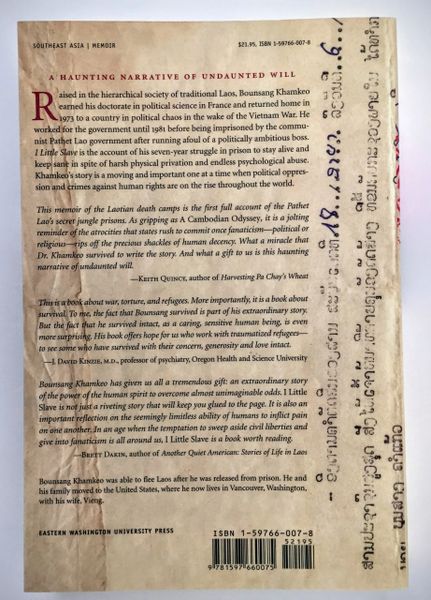 SOUTHEAST ASIA | MEMOIR
$21.95, ISBN 1-59766-007-8
A HAUNTING NARRATIVE OF UNDAUNTED WILL
Raised in the hierarchical society of traditional Laos, Bounsang Khamkeo
earned his doctorate in political science in France and returned home in
1973 to a country in political chaos in the wake of the Vietnam War. He
worked for the government until 1981 before being imprisoned by the commu-
nist Pathet Lao government after running afoul of a politically ambitious boss.
I Little Slave is the account of his seven-year struggle in prison to stay alive and
keep sane in spite of harsh physical privation and endless psychological abuse.
Khamkeo's story is a moving and important one at a time when political oppres-
sion and crimes against human rights are on the rise throughout the world.
This memoir of the Laotian death camps is the first full account of the Pathet
Lao's secret jungle prisons. As gripping as A Cambodian Odyssey, it is a jolting
reminder of the atrocities that states rush to commit once fanaticism—political or
religious—rips off the precious shackles of human decency. What a miracle that
Dr. Khamkeo survived to write the story. And what a gift to us is this haunting
narrative of undaunted will.
—KEITH QUINCY, author of Harvesting Pa Chay's Wheat
This is a book about war, torture, and refugees. More importantly, it is a book about
survival. To me, the fact that Bounsang survived is part of his extraordinary story.
But the fact that he survived intact, as a caring, sensitive human being, is even
more surprising. His book offers hope for us who work with traumatized refugees—
to see some who have survived with their concern, generosity and love intact.
—J. DAVID KINZIE, M.D., professor of psychiatry, Oregon Health and Science University
Bounsang Khamkeo has given us all a tremendous gift: an extraordinary story
of the power of the human spirit to overcome almost unimaginable odds. I Little
Slave is not just a riveting story that will keep you glued to the page. It is also an
important reflection on the seemingly limitless ability of humans to inflict pain
on one another. In an age when the temptation to sweep aside civil liberties and
give into fanaticism is all around us, I Little Slave is a book worth reading.
—BRETT DAKIN, author of Another Quiet American: Stories of Life in Laos
Bounsang Khamkeo was able to flee Laos after he was released from prison. He and
his family moved to the United States, where he now lives in Vancouver, Washington,
with his wife, Vieng.
EASTERN WASHINGTON UNIVERSITY PRESS
ISBN 1-59766-007-8
52195
9 781597 660075